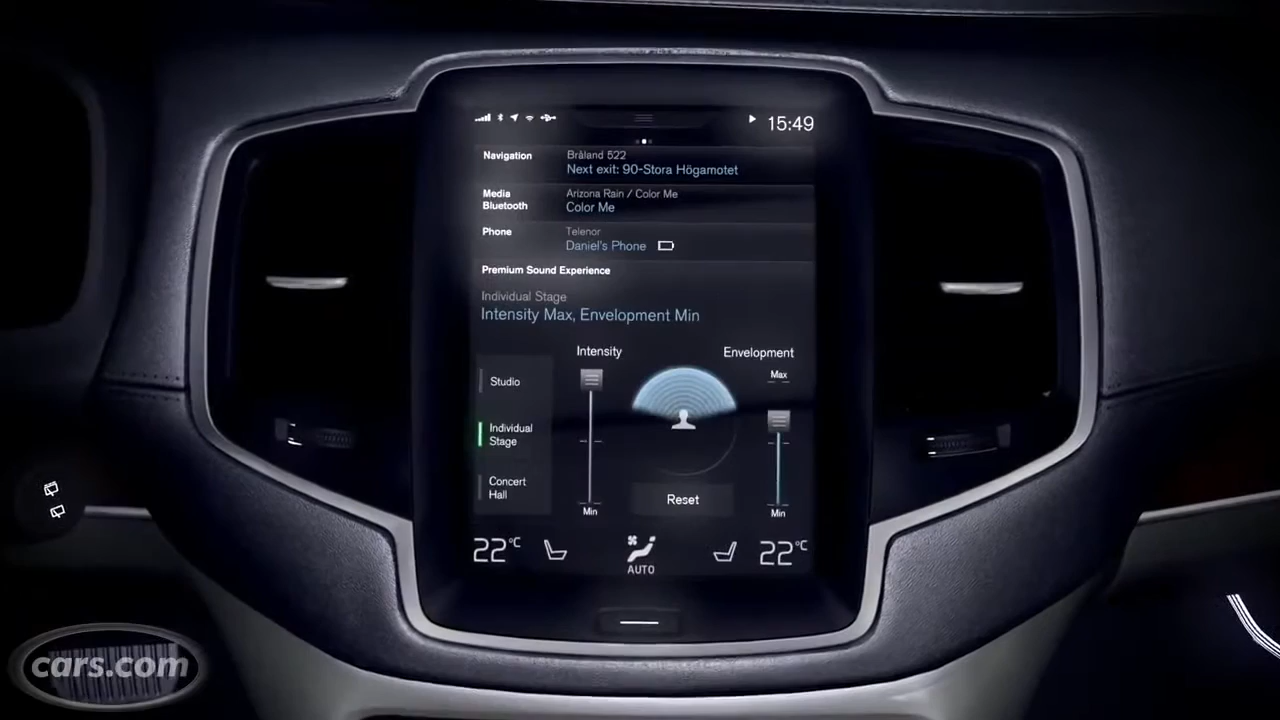 15:49
Navigation
Bråland 522
Next exit: 90-Stora Högamotet
Media
Bluetooth
Arizona Rain / Color Me
Color Me
Phone
Telenor
Daniel's Phone
Premium Sound Experience
Individual Stage
Intensity Max, Envelopment Min
Intensity
Envelopment
Max
Studio
Individual
Stage
Concert
Hall
Min
Reset
Min
22°C
AUTO
22°C
cars.com